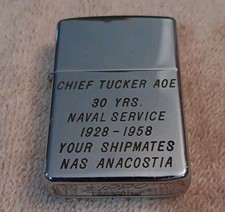 CHIEF TUCKER AOE
30 YRS.
NAVAL SERVICE
1928-1958
YOUR SHIPMATES
NAS ANACOSTIA